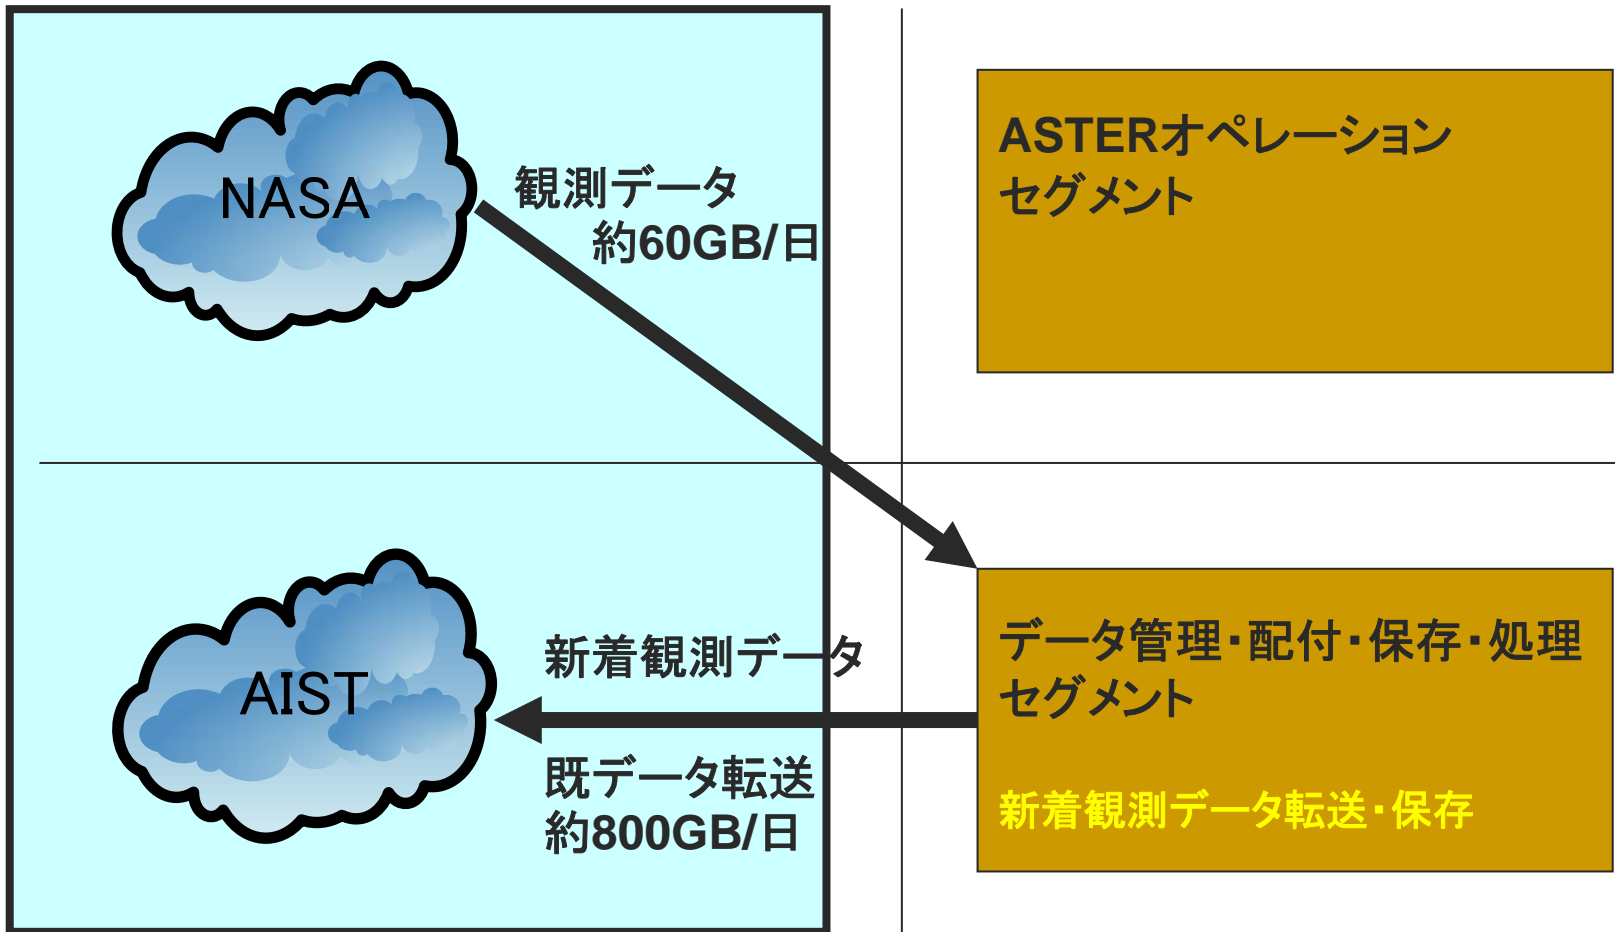 NASA
観測データ
約60GB/日
ASTERオペレーション
セグメント
AIST
新着観測データ
既データ転送
約800GB/日
データ管理・配付・保存・処理
セグメント
新着観測データ転送・保存